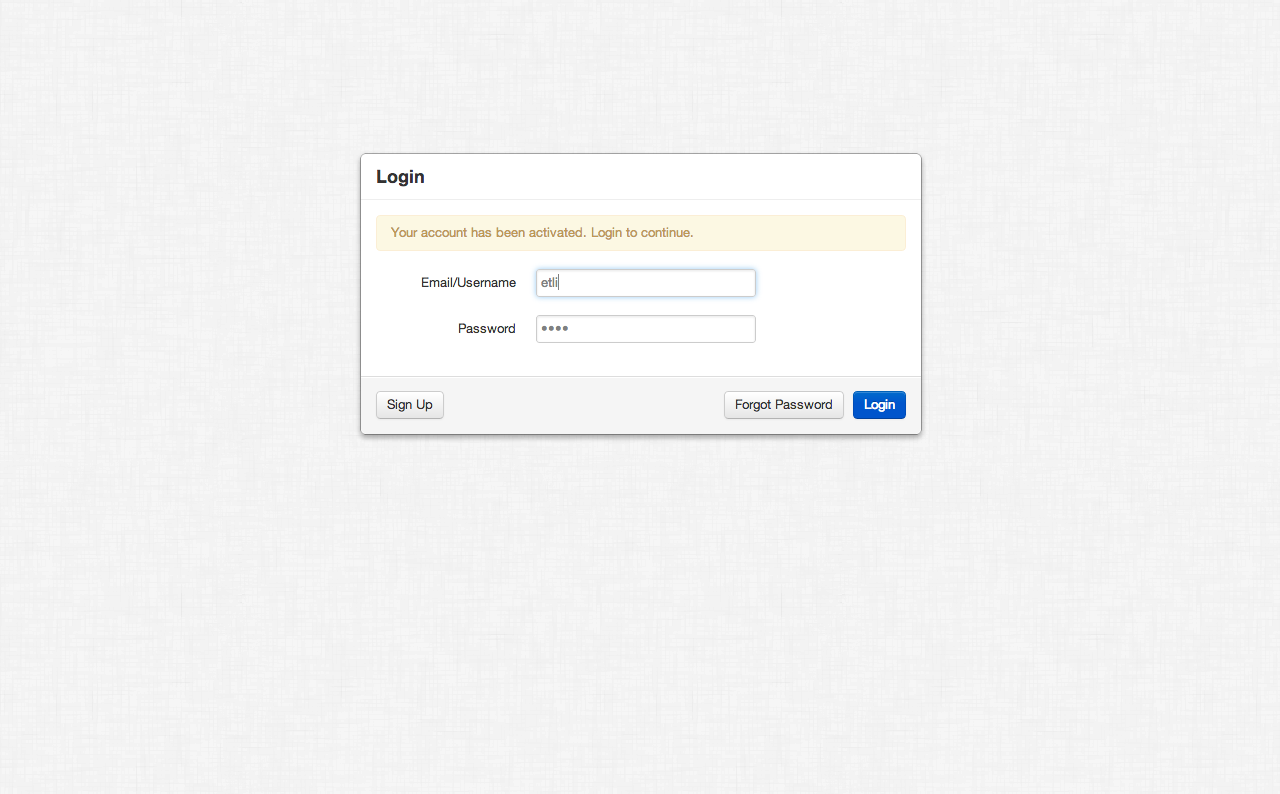 Login
Your account has been activated. Login to continue.
Email/Username etli
Password ••••
Sign Up Forgot Password Login